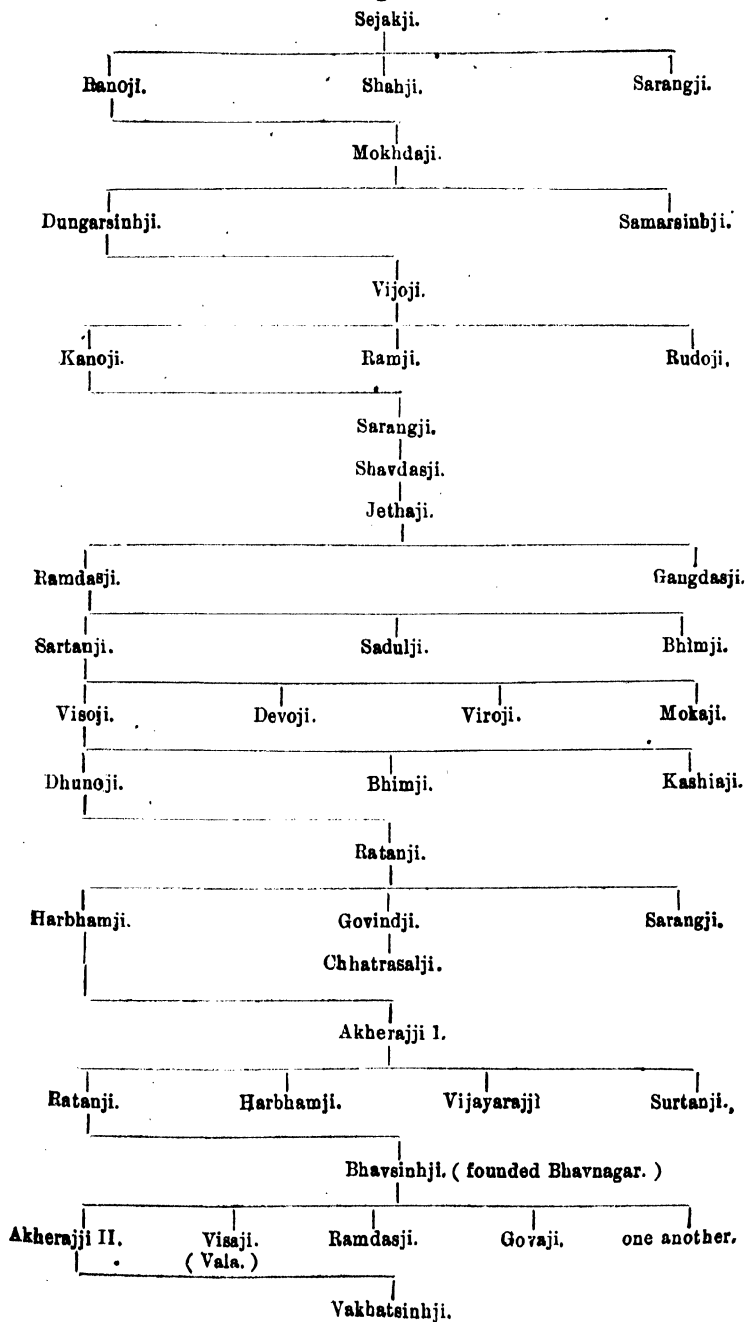 Sejakji.
Ranoji. Shahji. Sarangji.
Mokhdaji.
Dungarsinhji. Samarsinhji.
Vijoji.
Kanoji. Ramji. Rudoji.
Sarangji.
Shavdasji.
Jethaji.
Ramdasji. Gangdasji.
Sartanji. Sadulji. Bhimji.
Visoji. Devoji. Viroji. Mokaji.
Dhunoji. Bhimji. Kashiaji.
Ratanji.
Harbhamji. Govindji. Sarangji.
Chhatrasalji.
Akherajji I.
Ratanji. Harbhamji. Vijayarajji Surtanji.,
Bhavsinhji. ( founded Bhavnagar. )
Akherajji II. Visaji. Ramdasji. Govaji. one another.
( Vala. )
Vakhatsinhji.